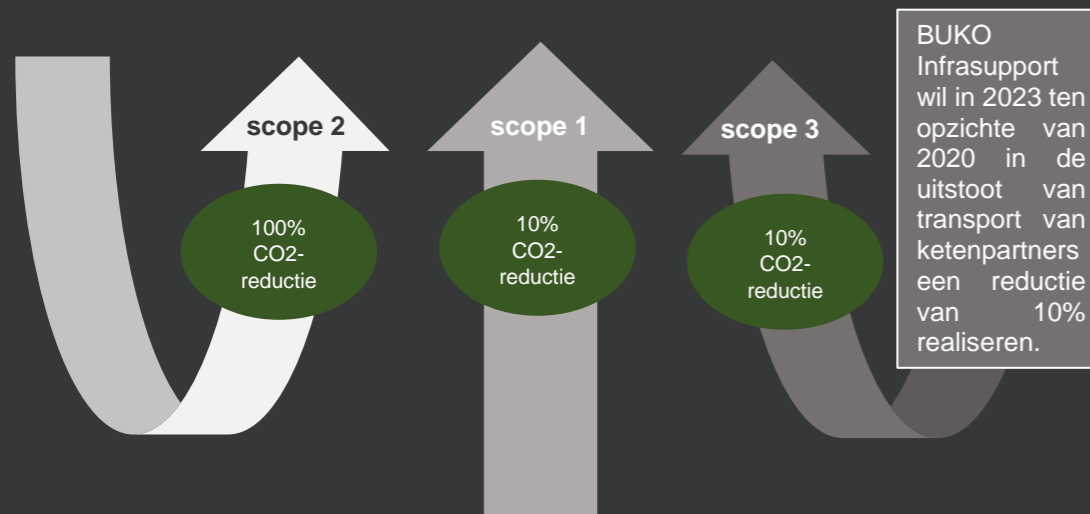 scope 2
100%
CO2-
reductie
scope 1
10%
CO2-
reductie
scope 3
10%
CO2-
reductie
BUKO
Infrasupport
wil in 2023 ten
opzichte van
2020 in de
uitstoot van
transport van
ketenpartners
een reductie
van 10%
realiseren.